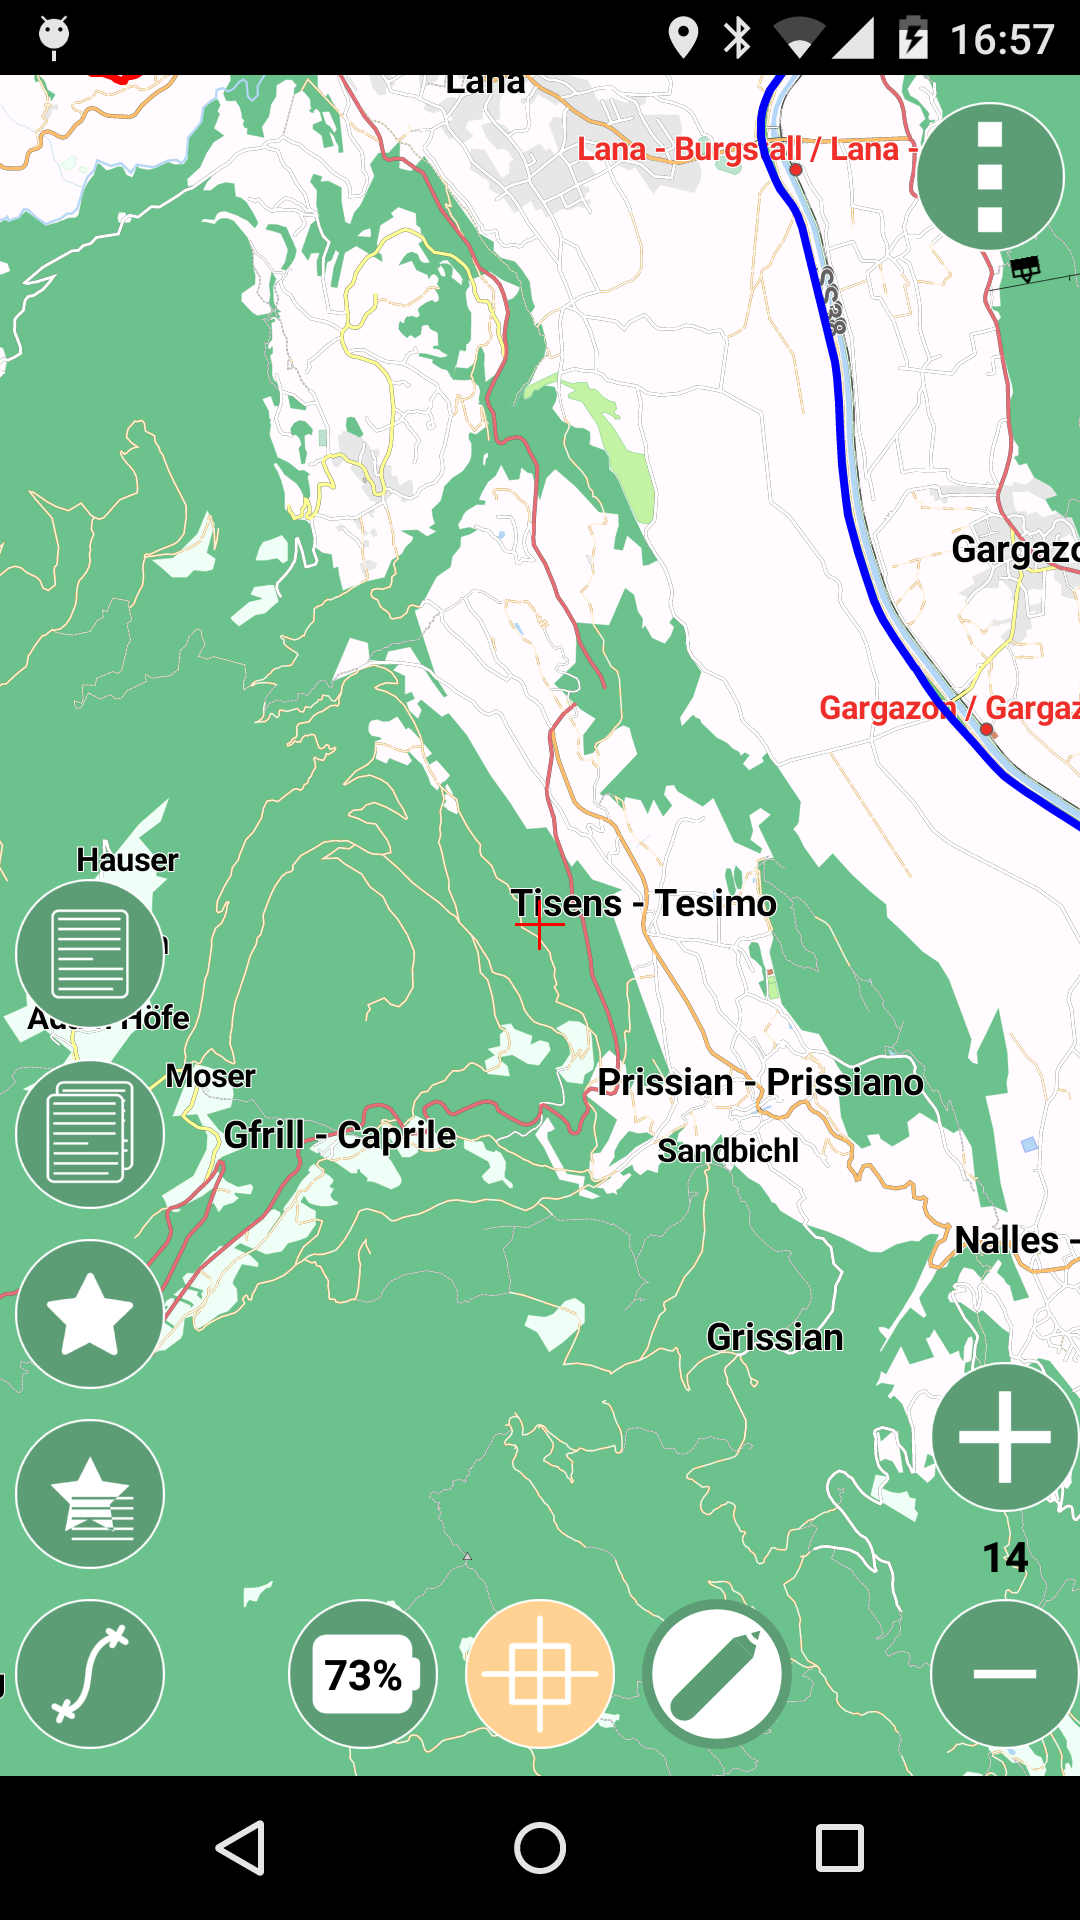 16:57
Lana
Lana - Burgstall / Lana -
SS38
Gargazo
Gargazon / Gargaz
Hauser
Tisens - Tesimo
Höfe
Moser
Prissian - Prissiano
Gfrill - Caprile
Sandbichl
Nalles -
Grissian
14
73%